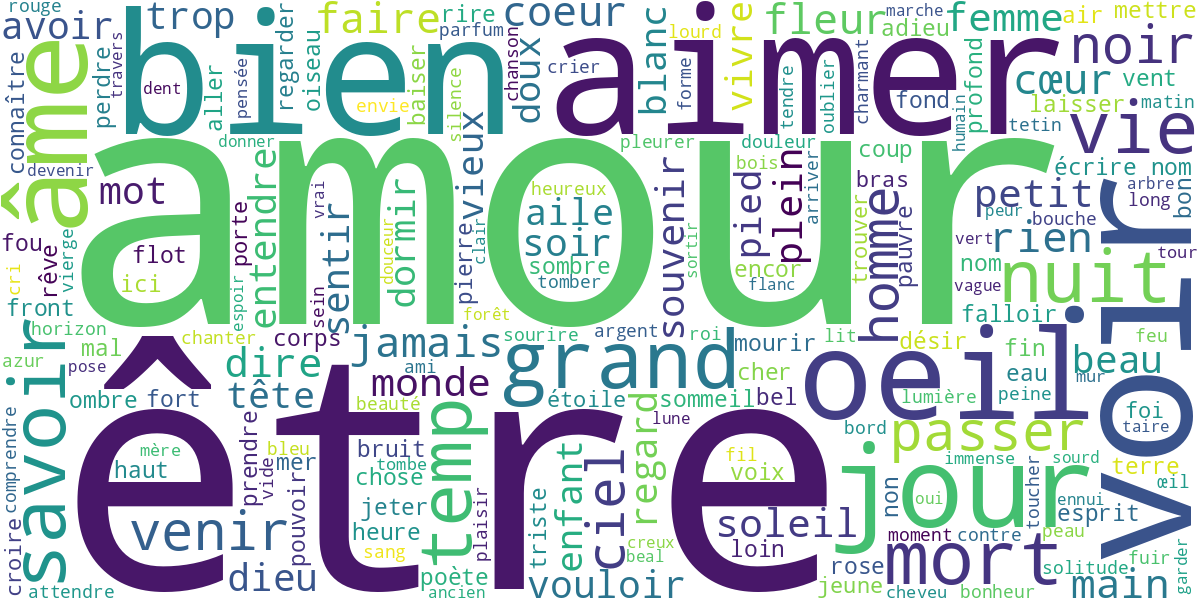 rouge
avoir
trop
faire
rire
parfum
coeur
fleur
marche
adieu
femme
air
mettre
bien
aimer
noir
âme
connaître
perdre
travers
dent
aller
pensée
regarder
oiseau
envie
baiser
silence
chanson
doux
crier
forme
blanc
lourd
vivre
tendre
oublier
charmant
fond
profond
humain
cœur
vent
laisser
matin
tetin
vie
devenir
donner
pleurer
douleur
amour
mot
porte
entendre
vrai
sentir
douceur
dormir
vieux
pierre
clair
heureux
aile
soir
sombre
tomber
souvenir
sortir
bois
pied
plein
encor
flanc
arriver
coup
bras
trouver
homme
pauvre
écrire
nom
petit
arbre
long
bon
peur
bouche
vert
rien
tour
nom
vague
nuit
voir
fou
cri
rêve
vierge
flot
ici
front
espoir
sein
forêt
falloir
savoir
horizon
mal
azur
pose
chanter
corps
jamais
ami
sourire
argent
roi
grand
mourir
lit
désir
fin
feu
eau
beau
mur
oeil
dire
monde
cher
ombre
fort
tête
beauté
étoile
sommeil
bel
lumière
peine
lune
foi
taire
être
temp
comprendre
mère
haut
prendre
vide
bleu
mer
bruit
tombe
chose
regard
fil
voix
bord
passer
immense
sourd
terre
œil
jour
venir
pouvoir
jeter
heure
sang
plaisir
triste
enfant
ciel
creux
beal
soleil
loin
non
oui
toucher
ennui
esprit
peau
moment
contre
croire
attendre
dieu
poète
ancien
vouloir
rose
jeune
mort
cheveu
bonheur
solitude
fuir
main
garder